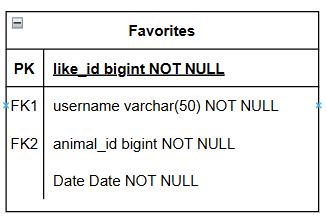 Favorites
PK like_id bigint NOT NULL
FK1 username varchar(50) NOT NULL
FK2 animal_id bigint NOT NULL
Date Date NOT NULL